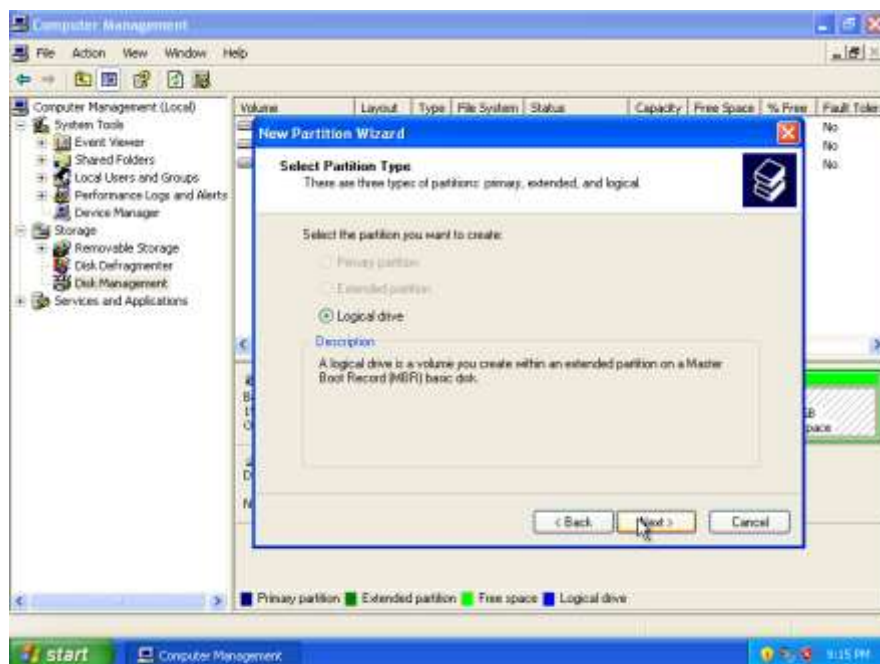 Computer Management
File Action View Window Help
Computer Management (Local)
System Tools
Event Viewer
Shared Folders
Local Users and Groups
Performance Logs and Alerts
Device Manager
Storage
Removable Storage
Disk Defragmenter
Disk Management
Services and Applications
Volume Layout Type File System Status Capacity Free Space % Free Fault Toler
No
No
No
New Partition Wizard
Select Partition Type
There are three types of partitions: primary, extended, and logical.
Select the partition you want to create:
Primary partition
Extended partition
Logical drive
Description
A logical drive is a volume you create within an extended partition on a Master
Boot Record (MBR) basic disk.
< Back Next > Cancel
Primary partition Extended partition Free space Logical drive
start Computer Management 9:15 PM